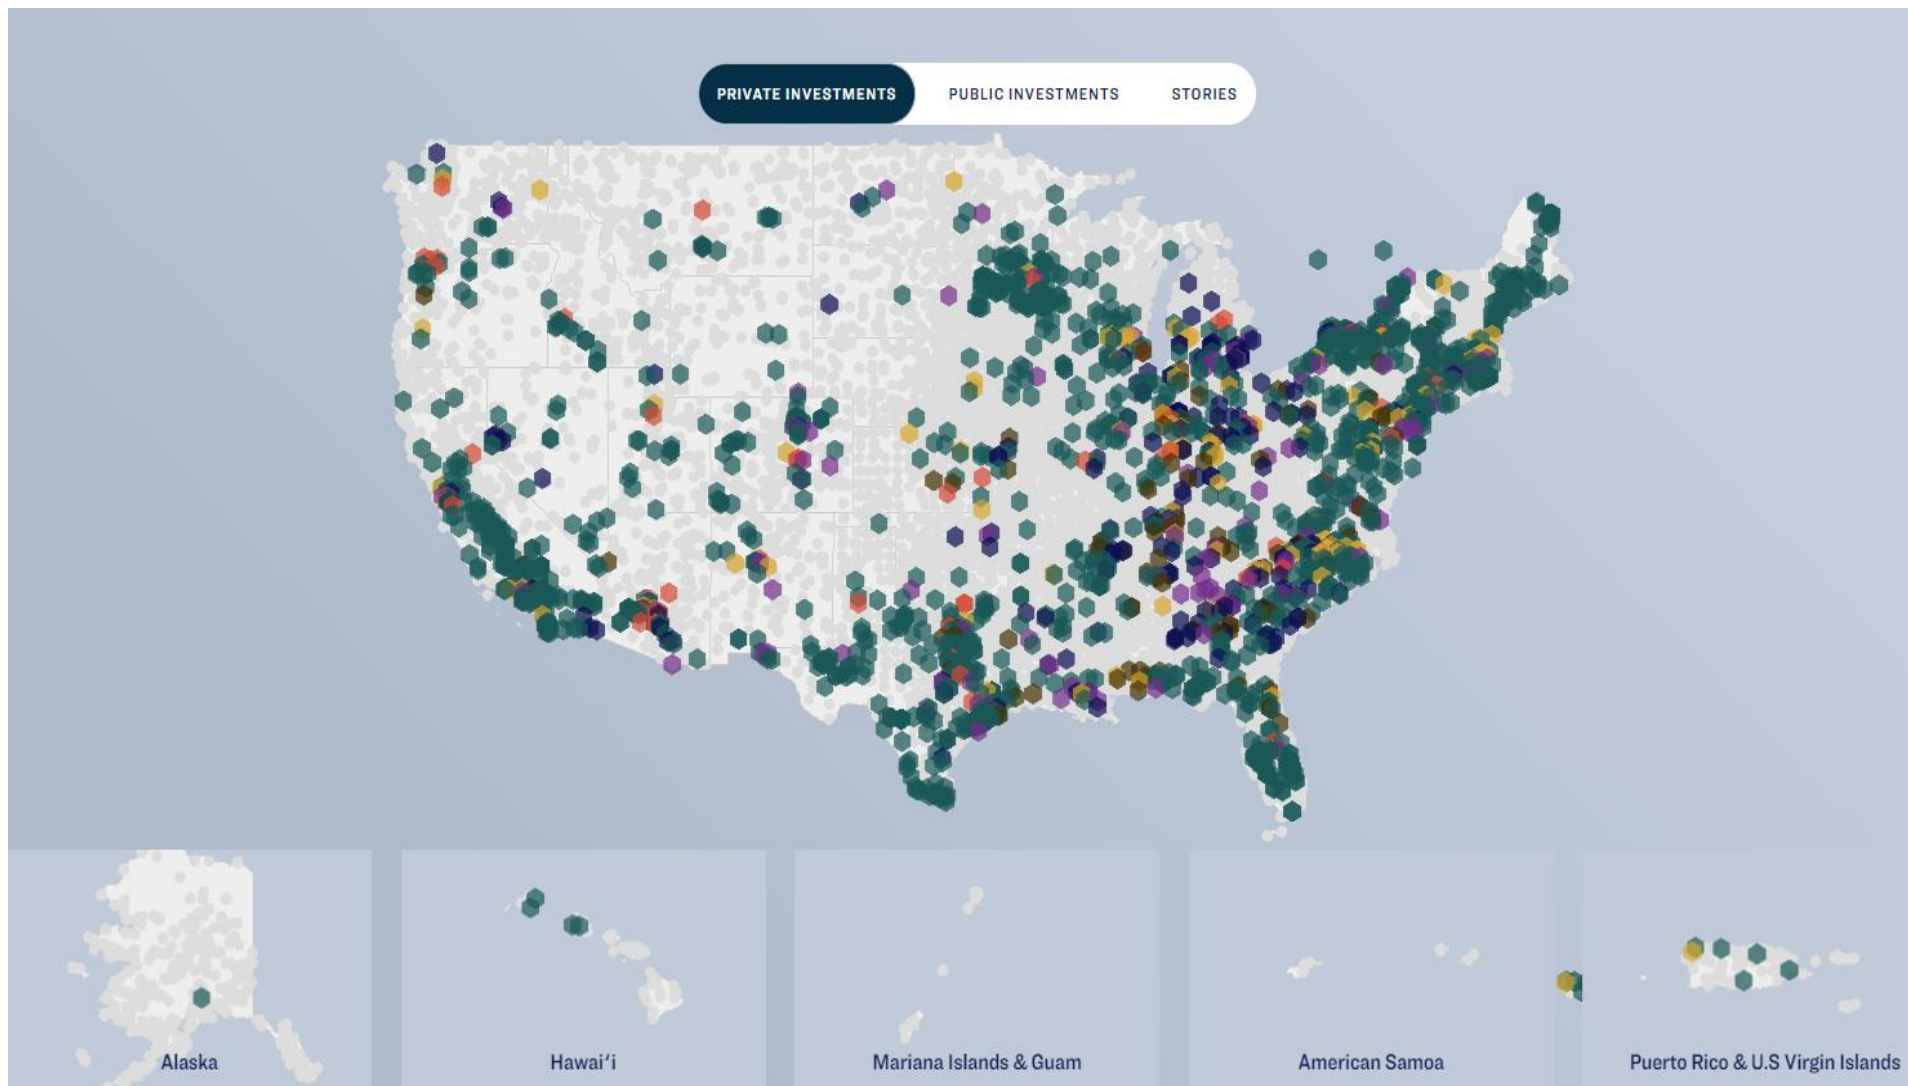 PRIVATE INVESTMENTS
PUBLIC INVESTMENTS
STORIES
Alaska
Hawaiʻi
Mariana Islands & Guam
American Samoa
Puerto Rico & U.S Virgin Islands